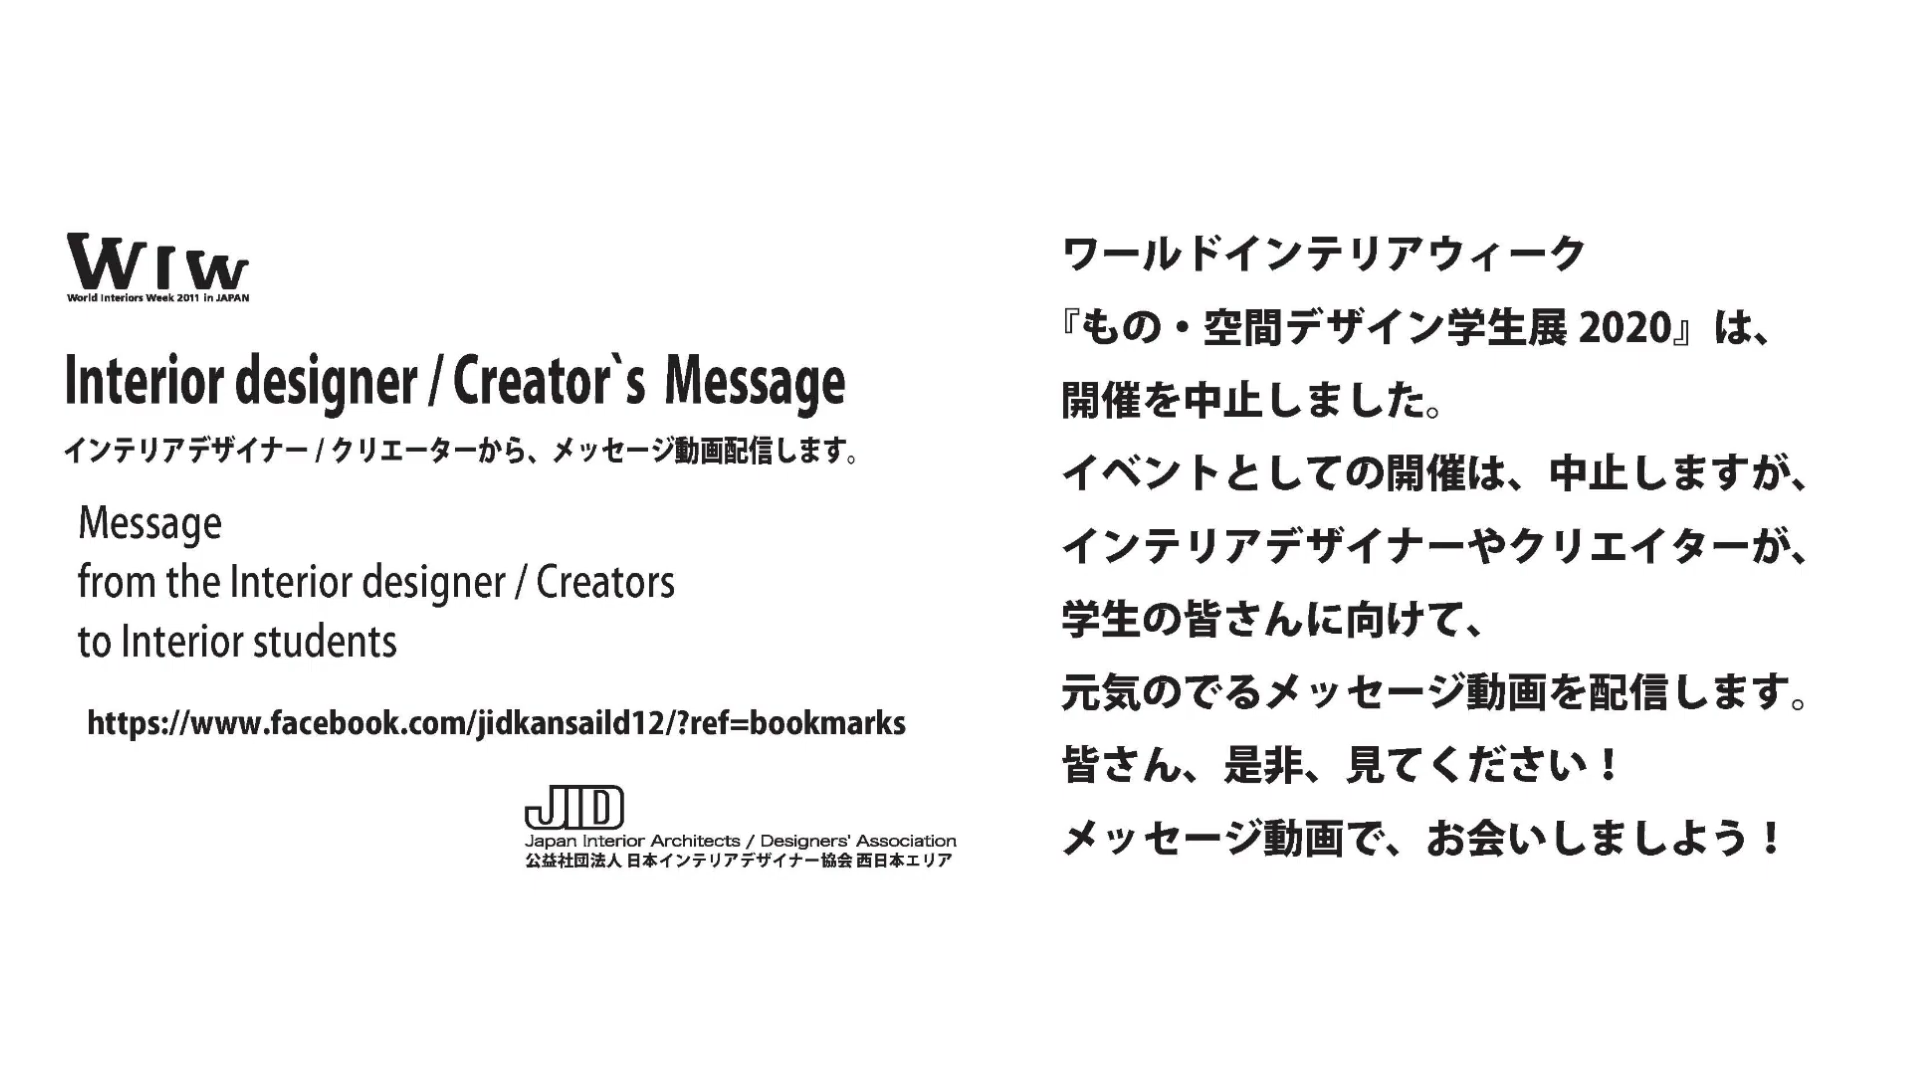 WIW
World Interiors Week 2011 in JAPAN
Interior designer / Creator`s Message
インテリアデザイナー / クリエーターから、メッセージ動画配信します。
Message
from the Interior designer / Creators
to Interior students
https://www.facebook.com/jidkansaild12/?ref=bookmarks
JID
Japan Interior Architects / Designers' Association
公益社団法人 日本インテリアデザイナー協会 西日本エリア
ワールドインテリアウィーク
『もの・空間デザイン学生展 2020』は、
開催を中止しました。
イベントとしての開催は、中止しますが、
インテリアデザイナーやクリエイターが、
学生の皆さんに向けて、
元気のでるメッセージ動画を配信します。
皆さん、是非、見てください！
メッセージ動画で、お会いしましよう！